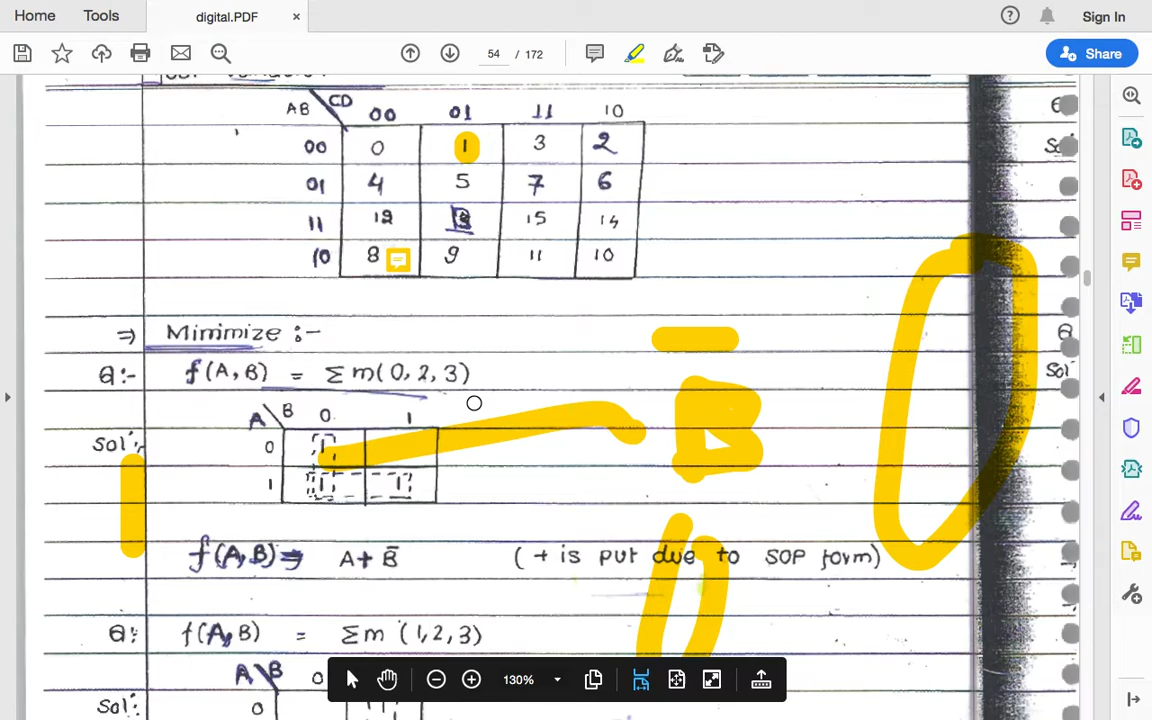 Home Tools digital.PDF × Sign In
54 / 172 Share
AB CD 00 01 11 10
00 0 1 3 2
01 4 5 7 6
11 12 13 15 14
10 8 9 11 10
⇒ Minimize :-
Q:- f(A, B) = Σm(0, 2, 3)
A B 0 1
B̄
Sol:- 0 1
1 1 1
f(A,B) ⇒ A + B̄ (+ is put due to SOP form)
Q: f(A,B) = Σm (1,2,3)
A B 0
130%
Sol: 0